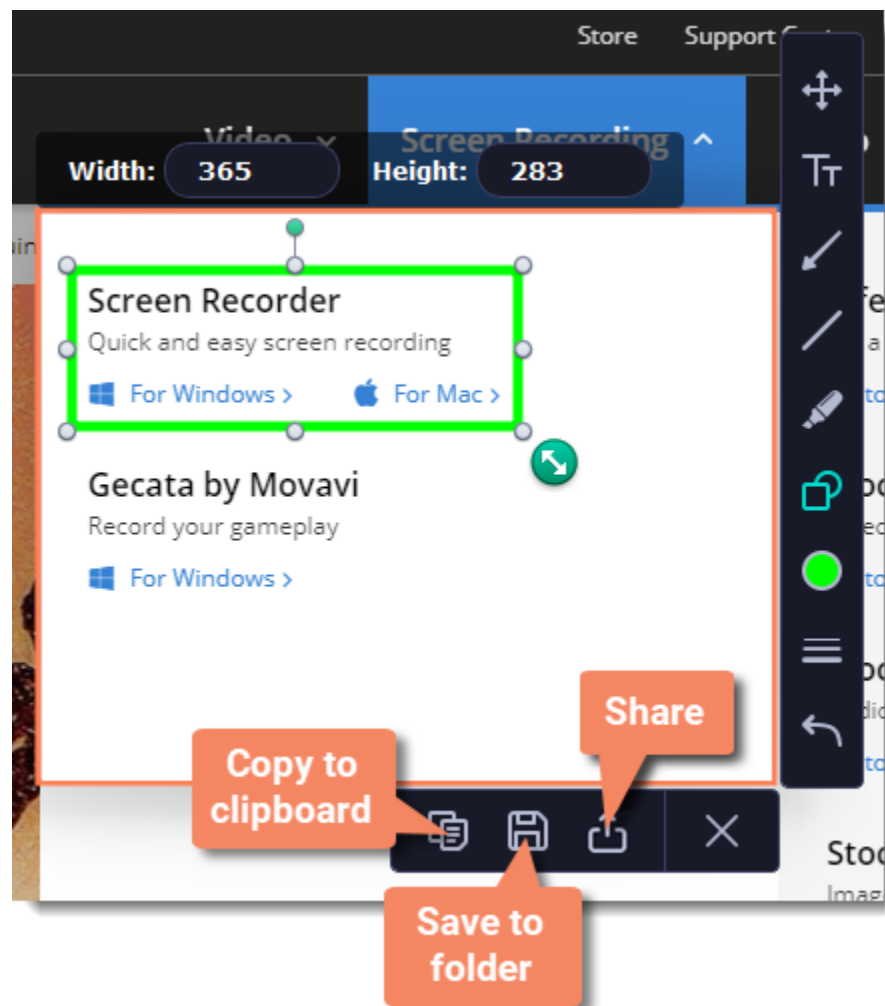 Store Support
Video Screen Recording
Width: 365 Height: 283
Screen Recorder
Quick and easy screen recording
For Windows > For Mac >
Gecata by Movavi
Record your gameplay
For Windows >
Share
Copy to
clipboard
Save to
folder